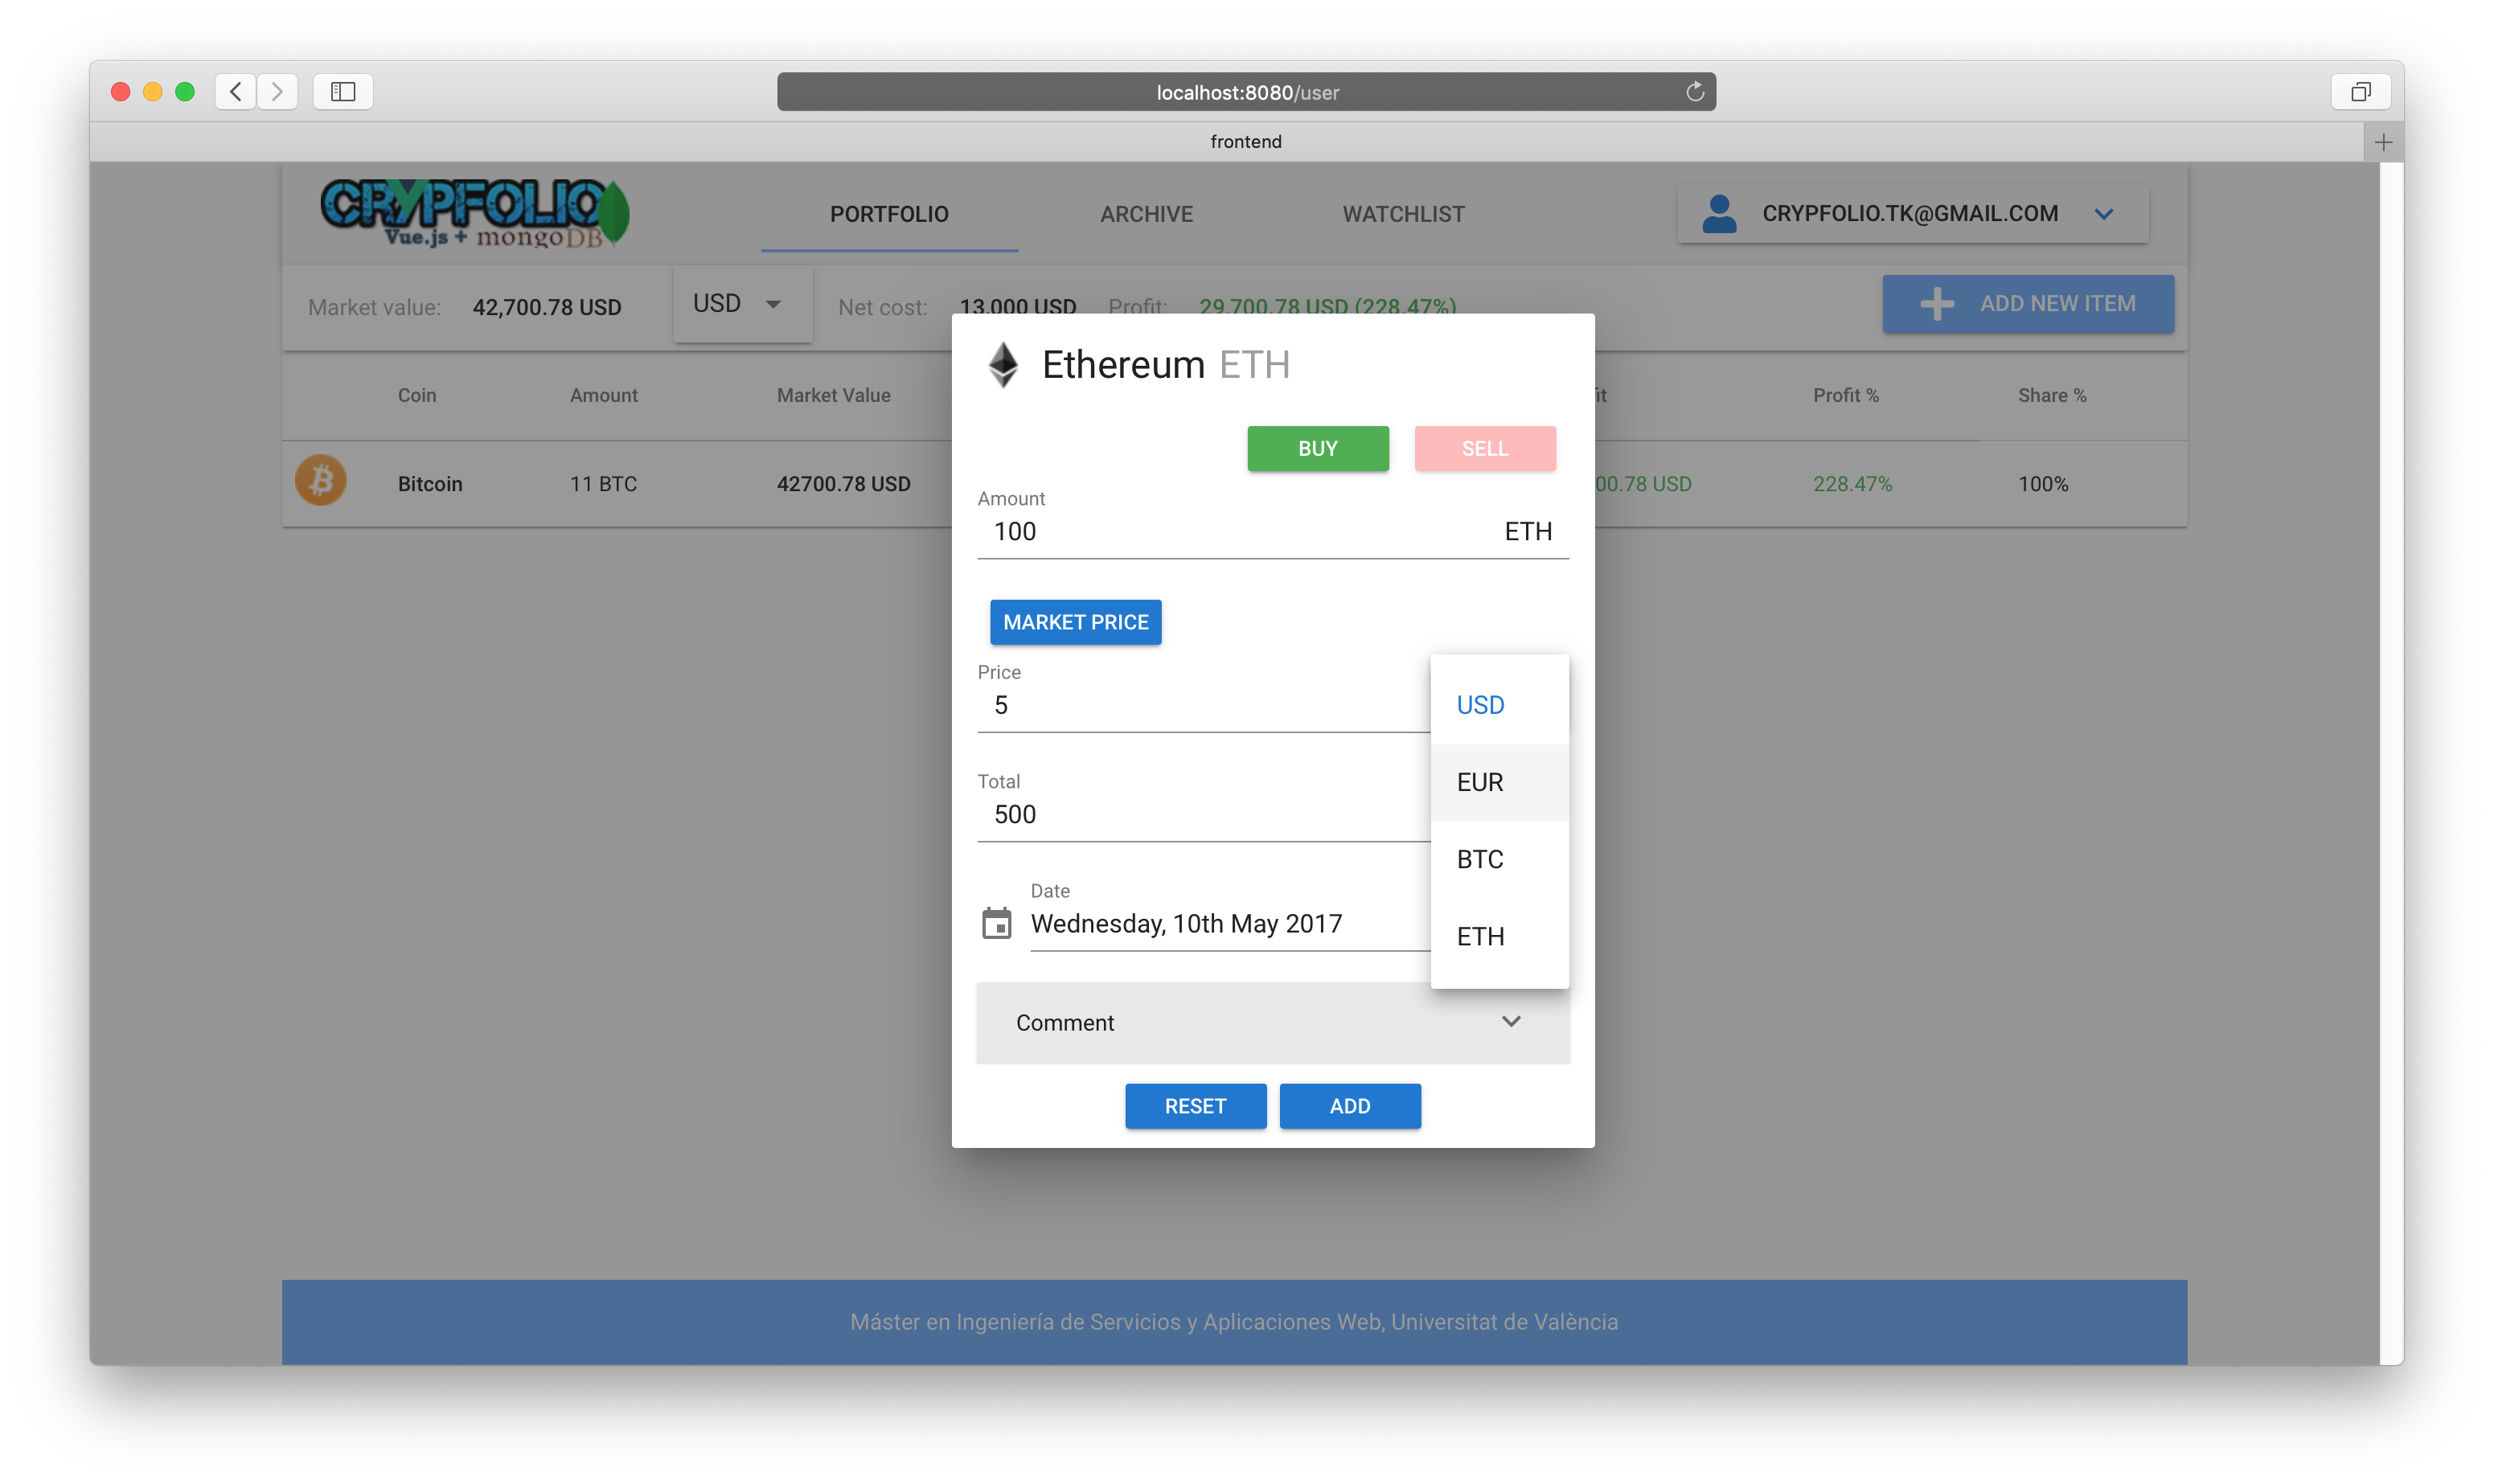 localhost:8080/user
frontend
CRYPFOLIO
Vue.js + mongoDB
PORTFOLIO ARCHIVE WATCHLIST CRYPFOLIO.TK@GMAIL.COM
Market value: 42,700.78 USD USD Net cost: 13,000 USD Profit: 29,700.78 USD (228.47%) ADD NEW ITEM
Ethereum ETH
Coin Amount Market Value it Profit % Share %
BUY SELL
Bitcoin 11 BTC 42700.78 USD 00.78 USD 228.47% 100%
Amount
100 ETH
MARKET PRICE
Price
5 USD
EUR
Total
500
BTC
Date
Wednesday, 10th May 2017
ETH
Comment
RESET ADD
Máster en Ingeniería de Servicios y Aplicaciones Web, Universitat de València